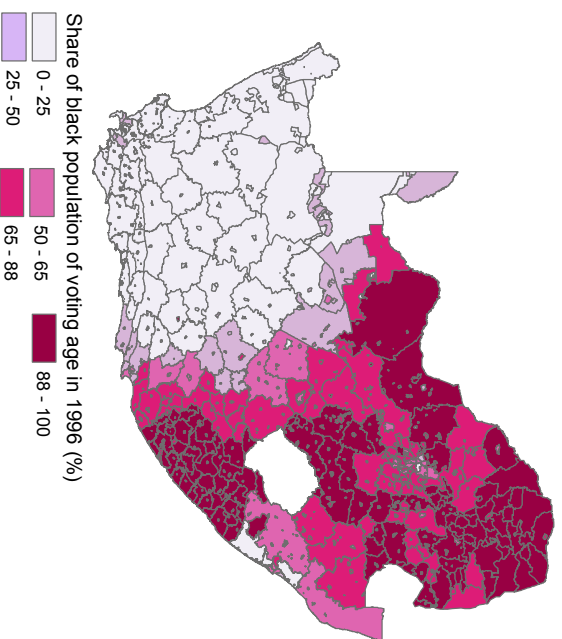 Share of black population of voting age in 1996 (%)
0 - 25
50 - 65
88 - 100
25 - 50
65 - 88